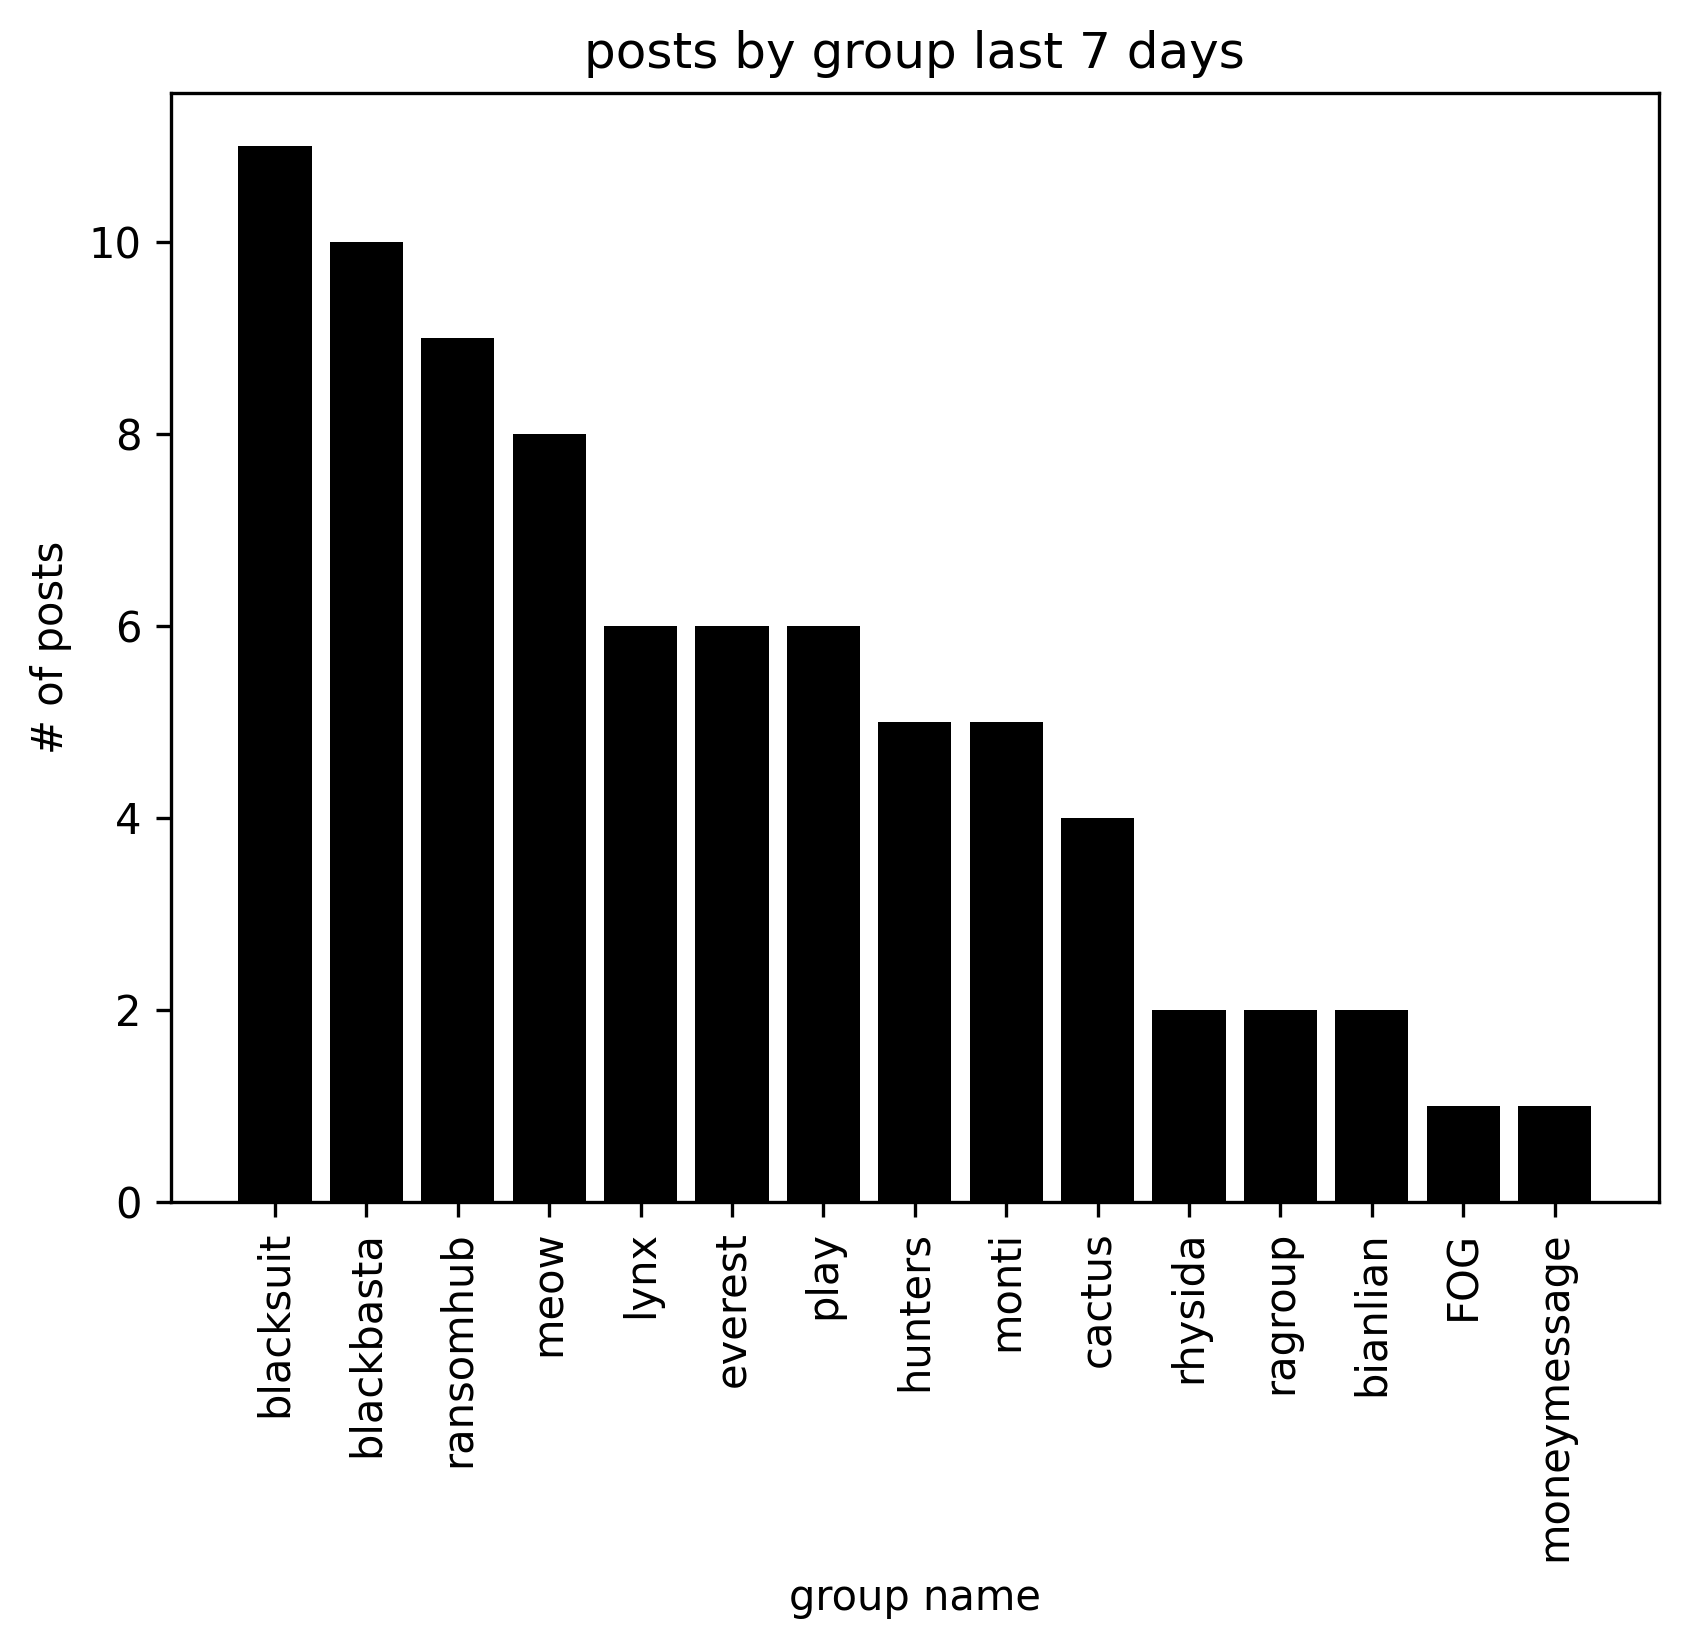 posts by group last 7 days
# of posts
10
8
6
4
2
0
blacksuit
blackbasta
ransomhub
meow
lynx
everest
play
hunters
monti
cactus
rhysida
ragroup
bianlian
FOG
moneymessage
group name